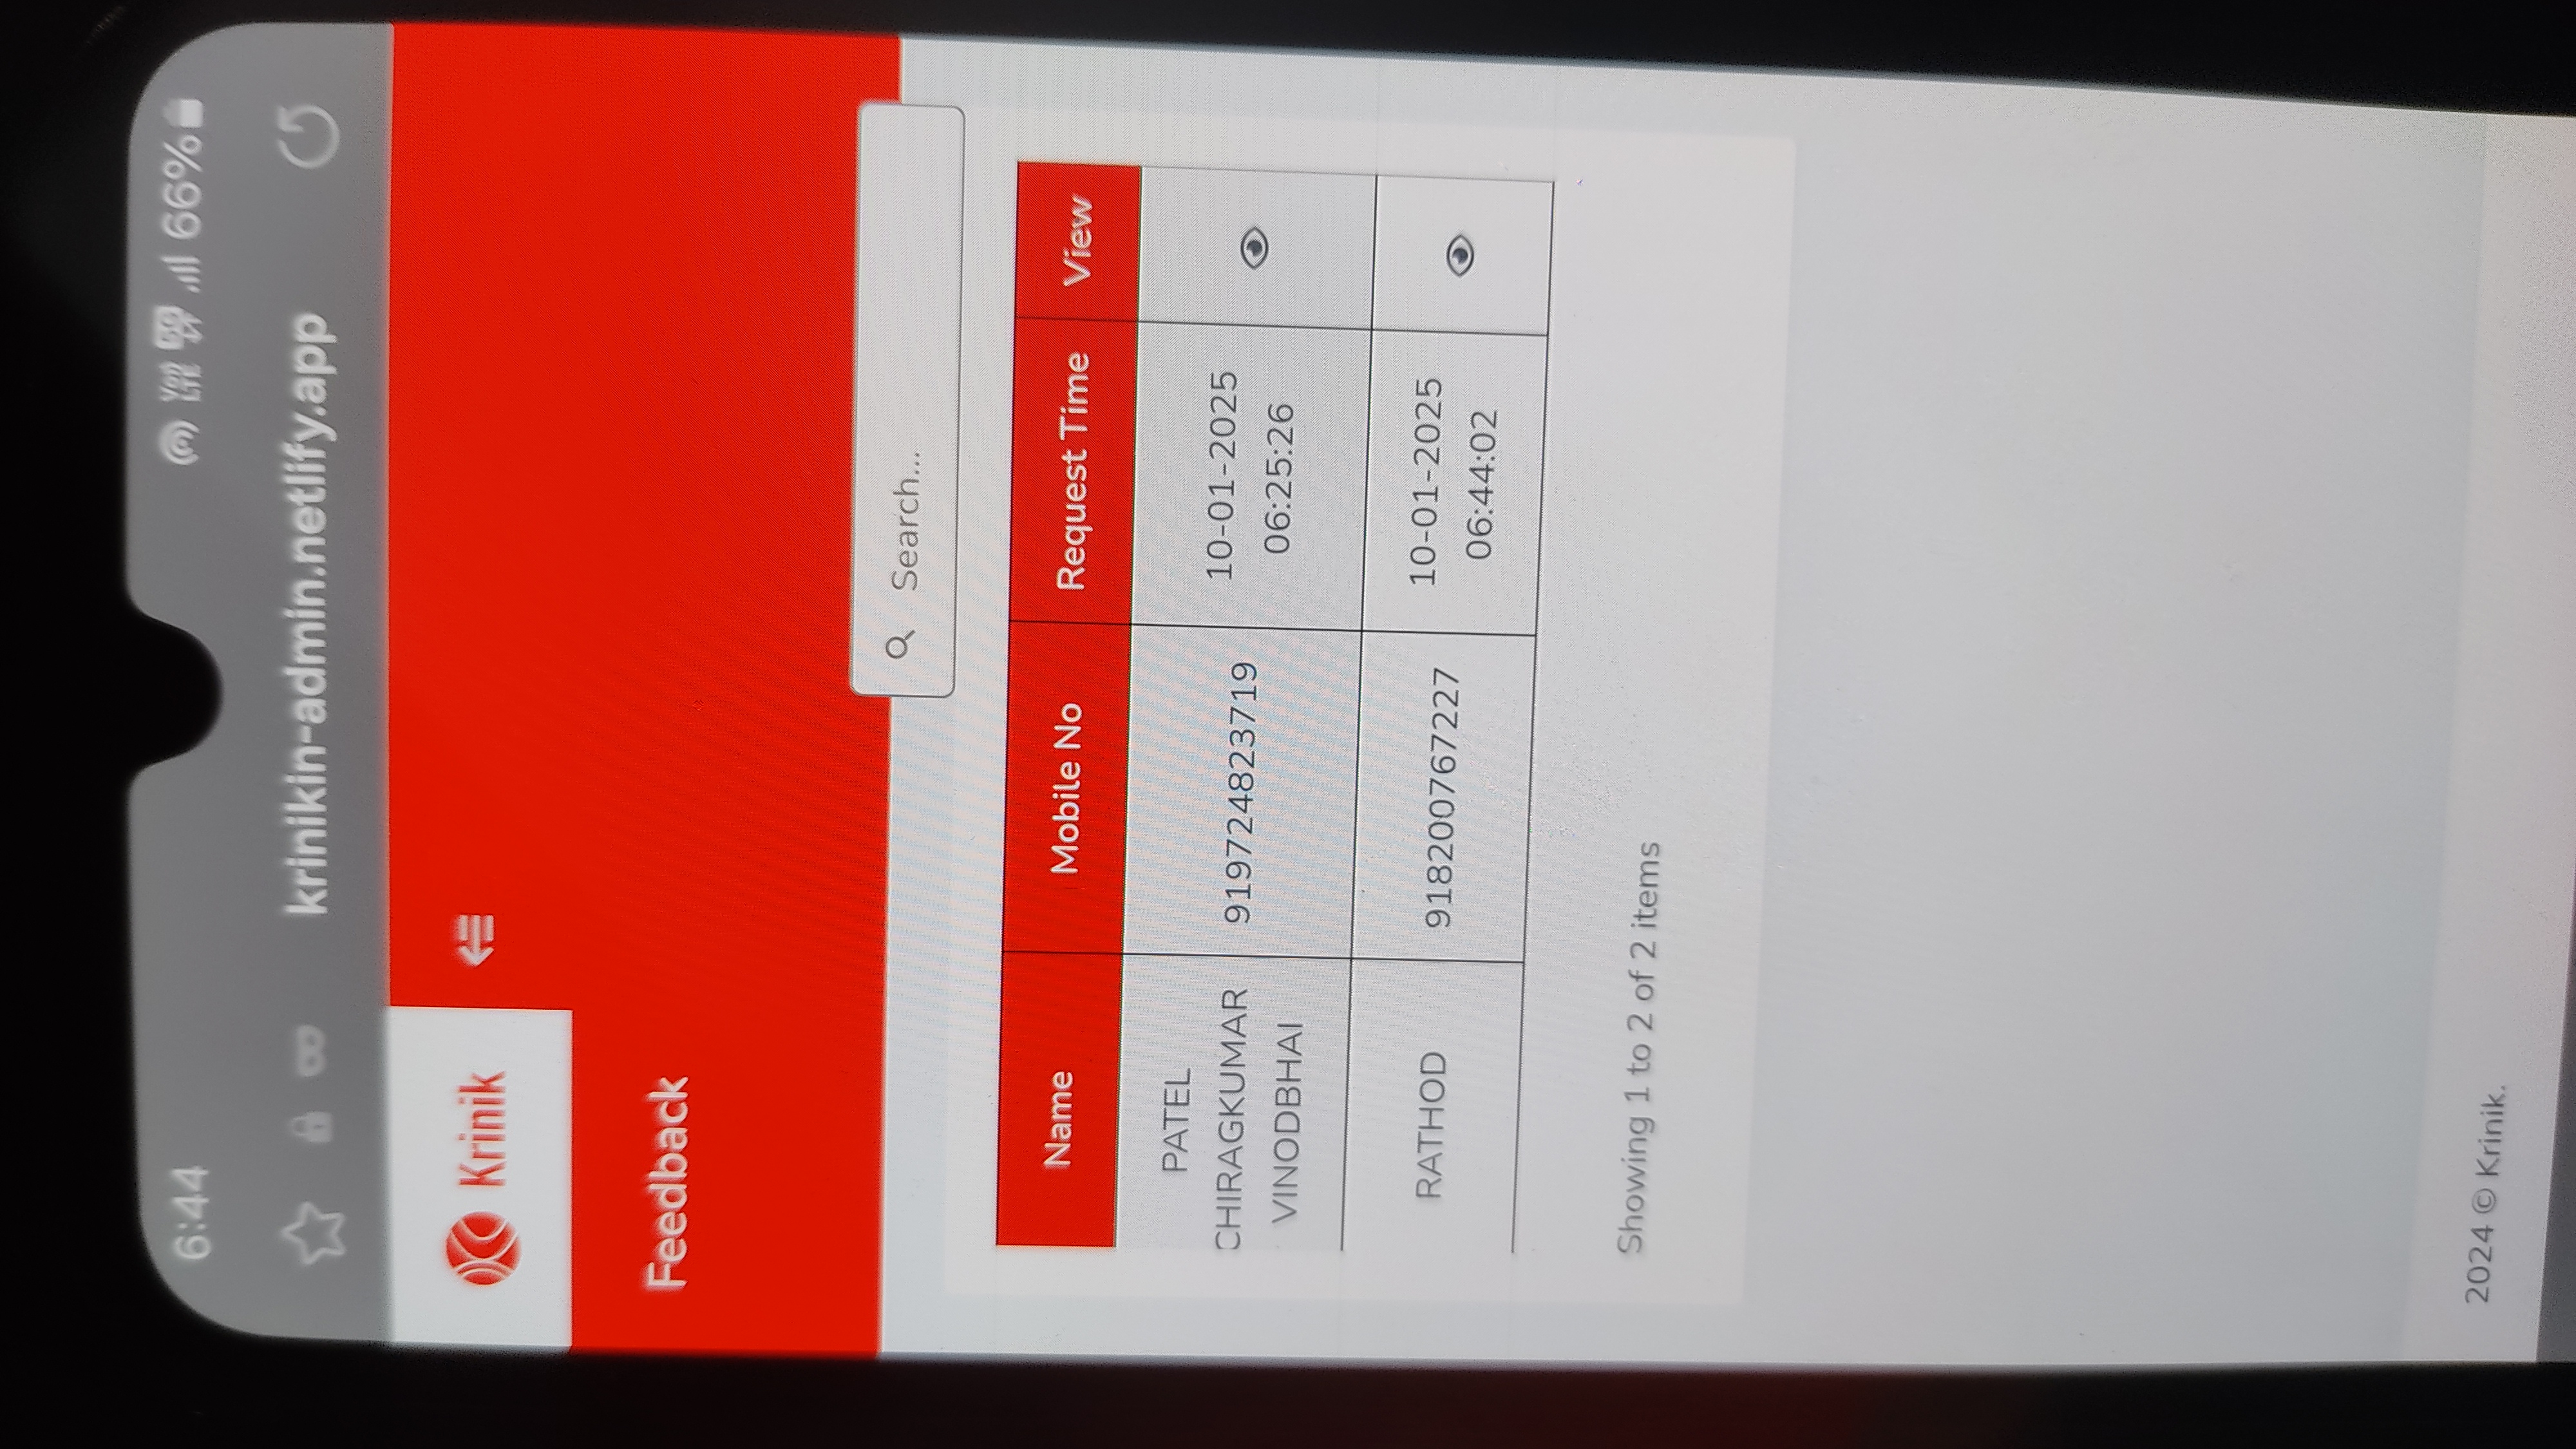 6:44
66%
krinikin-admin.netlify.app
Krinik
Feedback
Search...
Name Mobile No Request Time View
PATEL
CHIRAGKUMAR
VINODBHAI
919724823719
10-01-2025
06:25:26
RATHOD
918200767227
10-01-2025
06:44:02
Showing 1 to 2 of 2 items
2024 © Krinik.